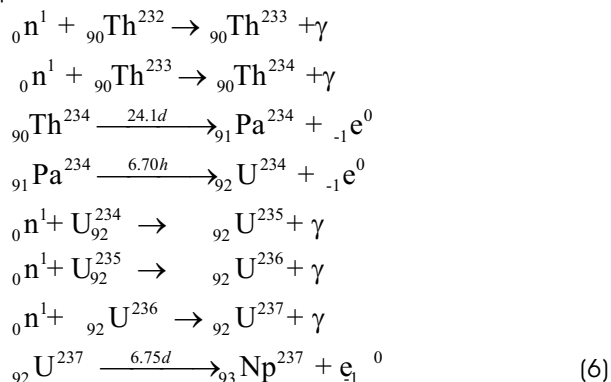 ₀n¹ + ₉₀Th²³² → ₉₀Th²³³ +γ
₀n¹ + ₉₀Th²³³ → ₉₀Th²³⁴ +γ
₉₀Th²³⁴ —24.1d→ ₉₁Pa²³⁴ + ₋₁e⁰
₉₁Pa²³⁴ —6.70h→ ₉₂U²³⁴ + ₋₁e⁰
₀n¹+ U₉₂²³⁴ → ₉₂U²³⁵+ γ
₀n¹+ U₉₂²³⁵ → ₉₂U²³⁶+ γ
₀n¹+ ₉₂U²³⁶ → ₉₂U²³⁷+ γ
₉₂U²³⁷ —6.75d→ ₉₃Np²³⁷ + e₋₁ ⁰ (6)